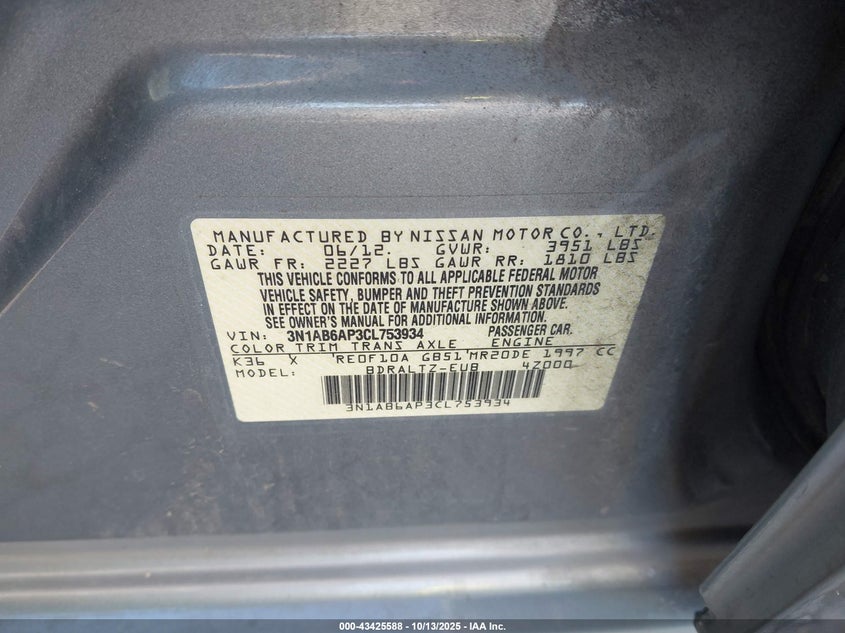 MANUFACTURED BY NISSAN MOTOR CO., LTD.
DATE: 06/12. GVWR: 3951 LBS
GAWR FR: 2227 LBS GAWR RR: 1810 LBS
THIS VEHICLE CONFORMS TO ALL APPLICABLE FEDERAL MOTOR
VEHICLE SAFETY, BUMPER AND THEFT PREVENTION STANDARDS
IN EFFECT ON THE DATE OF MANUFACTURE SHOWN ABOVE.
SEE OWNER'S MANUAL FOR ADDITIONAL INFORMATION.
VIN: 3N1AB6AP3CL753934 PASSENGER CAR.
COLOR TRIM TRANS AXLE ENGINE
K36 X RE0F10A GB51 MR20DE 1997 CC
MODEL: BDRALTZ-EUB 4Z000
3N1AB6AP3CL753934
000-43425588 - 10/13/2025 - IAA Inc.